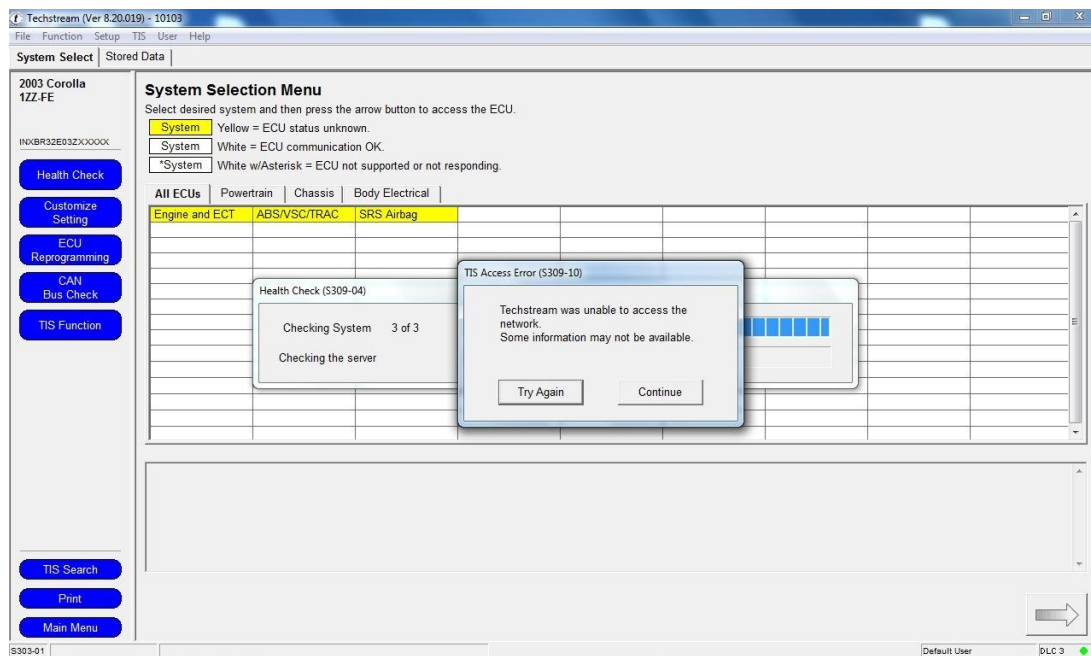 Techstream (Ver 8.20.019) - 10103
File Function Setup TIS User Help
System Select Stored Data
2003 Corolla
1ZZ-FE
INXBR32E03ZXXXXX
Health Check
Customize
Setting
ECU
Reprogramming
CAN
Bus Check
TIS Function
TIS Search
Print
Main Menu
System Selection Menu
Select desired system and then press the arrow button to access the ECU.
System Yellow = ECU status unknown.
System White = ECU communication OK.
*System White w/Asterisk = ECU not supported or not responding.
All ECUs Powertrain Chassis Body Electrical
Engine and ECT ABS/VSC/TRAC SRS Airbag
Health Check (S309-04)
Checking System 3 of 3
Checking the server
TIS Access Error (S309-10)
Techstream was unable to access the
network.
Some information may not be available.
Try Again Continue
S303-01 Default User DLC 3